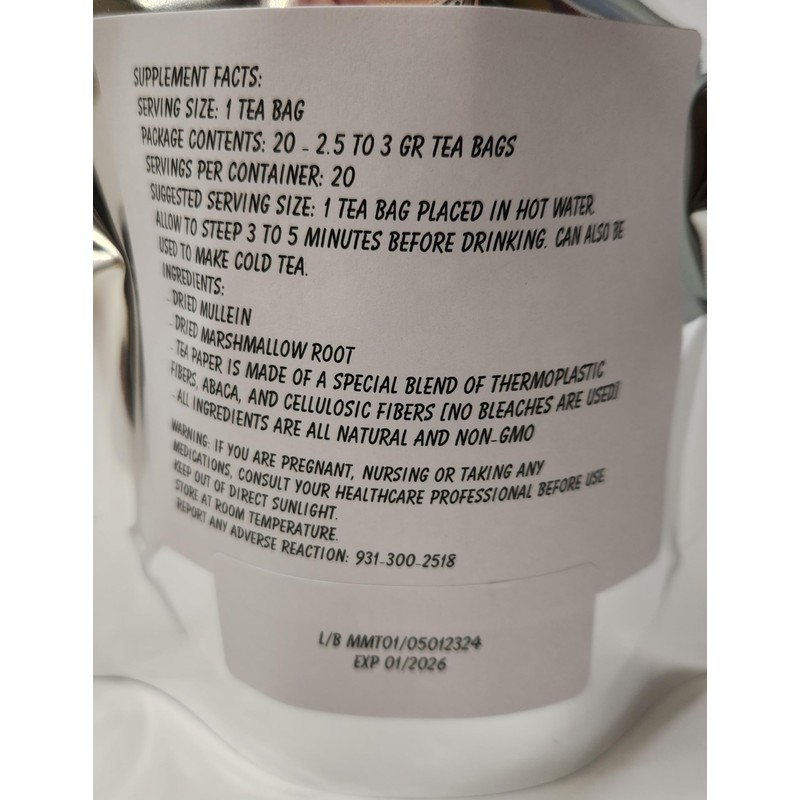 SUPPLEMENT FACTS:
SERVING SIZE: 1 TEA BAG
PACKAGE CONTENTS: 20 - 2.5 TO 3 GR TEA BAGS
SERVINGS PER CONTAINER: 20
SUGGESTED SERVING SIZE: 1 TEA BAG PLACED IN HOT WATER.
ALLOW TO STEEP 3 TO 5 MINUTES BEFORE DRINKING. CAN ALSO BE
USED TO MAKE COLD TEA.
INGREDIENTS:
- DRIED MULLEIN
- DRIED MARSHMALLOW ROOT
- TEA PAPER IS MADE OF A SPECIAL BLEND OF THERMOPLASTIC
FIBERS, ABACA, AND CELLULOSIC FIBERS [NO BLEACHES ARE USED]
- ALL INGREDIENTS ARE ALL NATURAL AND NON-GMO
WARNING: IF YOU ARE PREGNANT, NURSING OR TAKING ANY
MEDICATIONS, CONSULT YOUR HEALTHCARE PROFESSIONAL BEFORE USE.
KEEP OUT OF DIRECT SUNLIGHT.
STORE AT ROOM TEMPERATURE.
REPORT ANY ADVERSE REACTION: 931-300-2518
L/B MMT01/05012324
EXP 01/2026